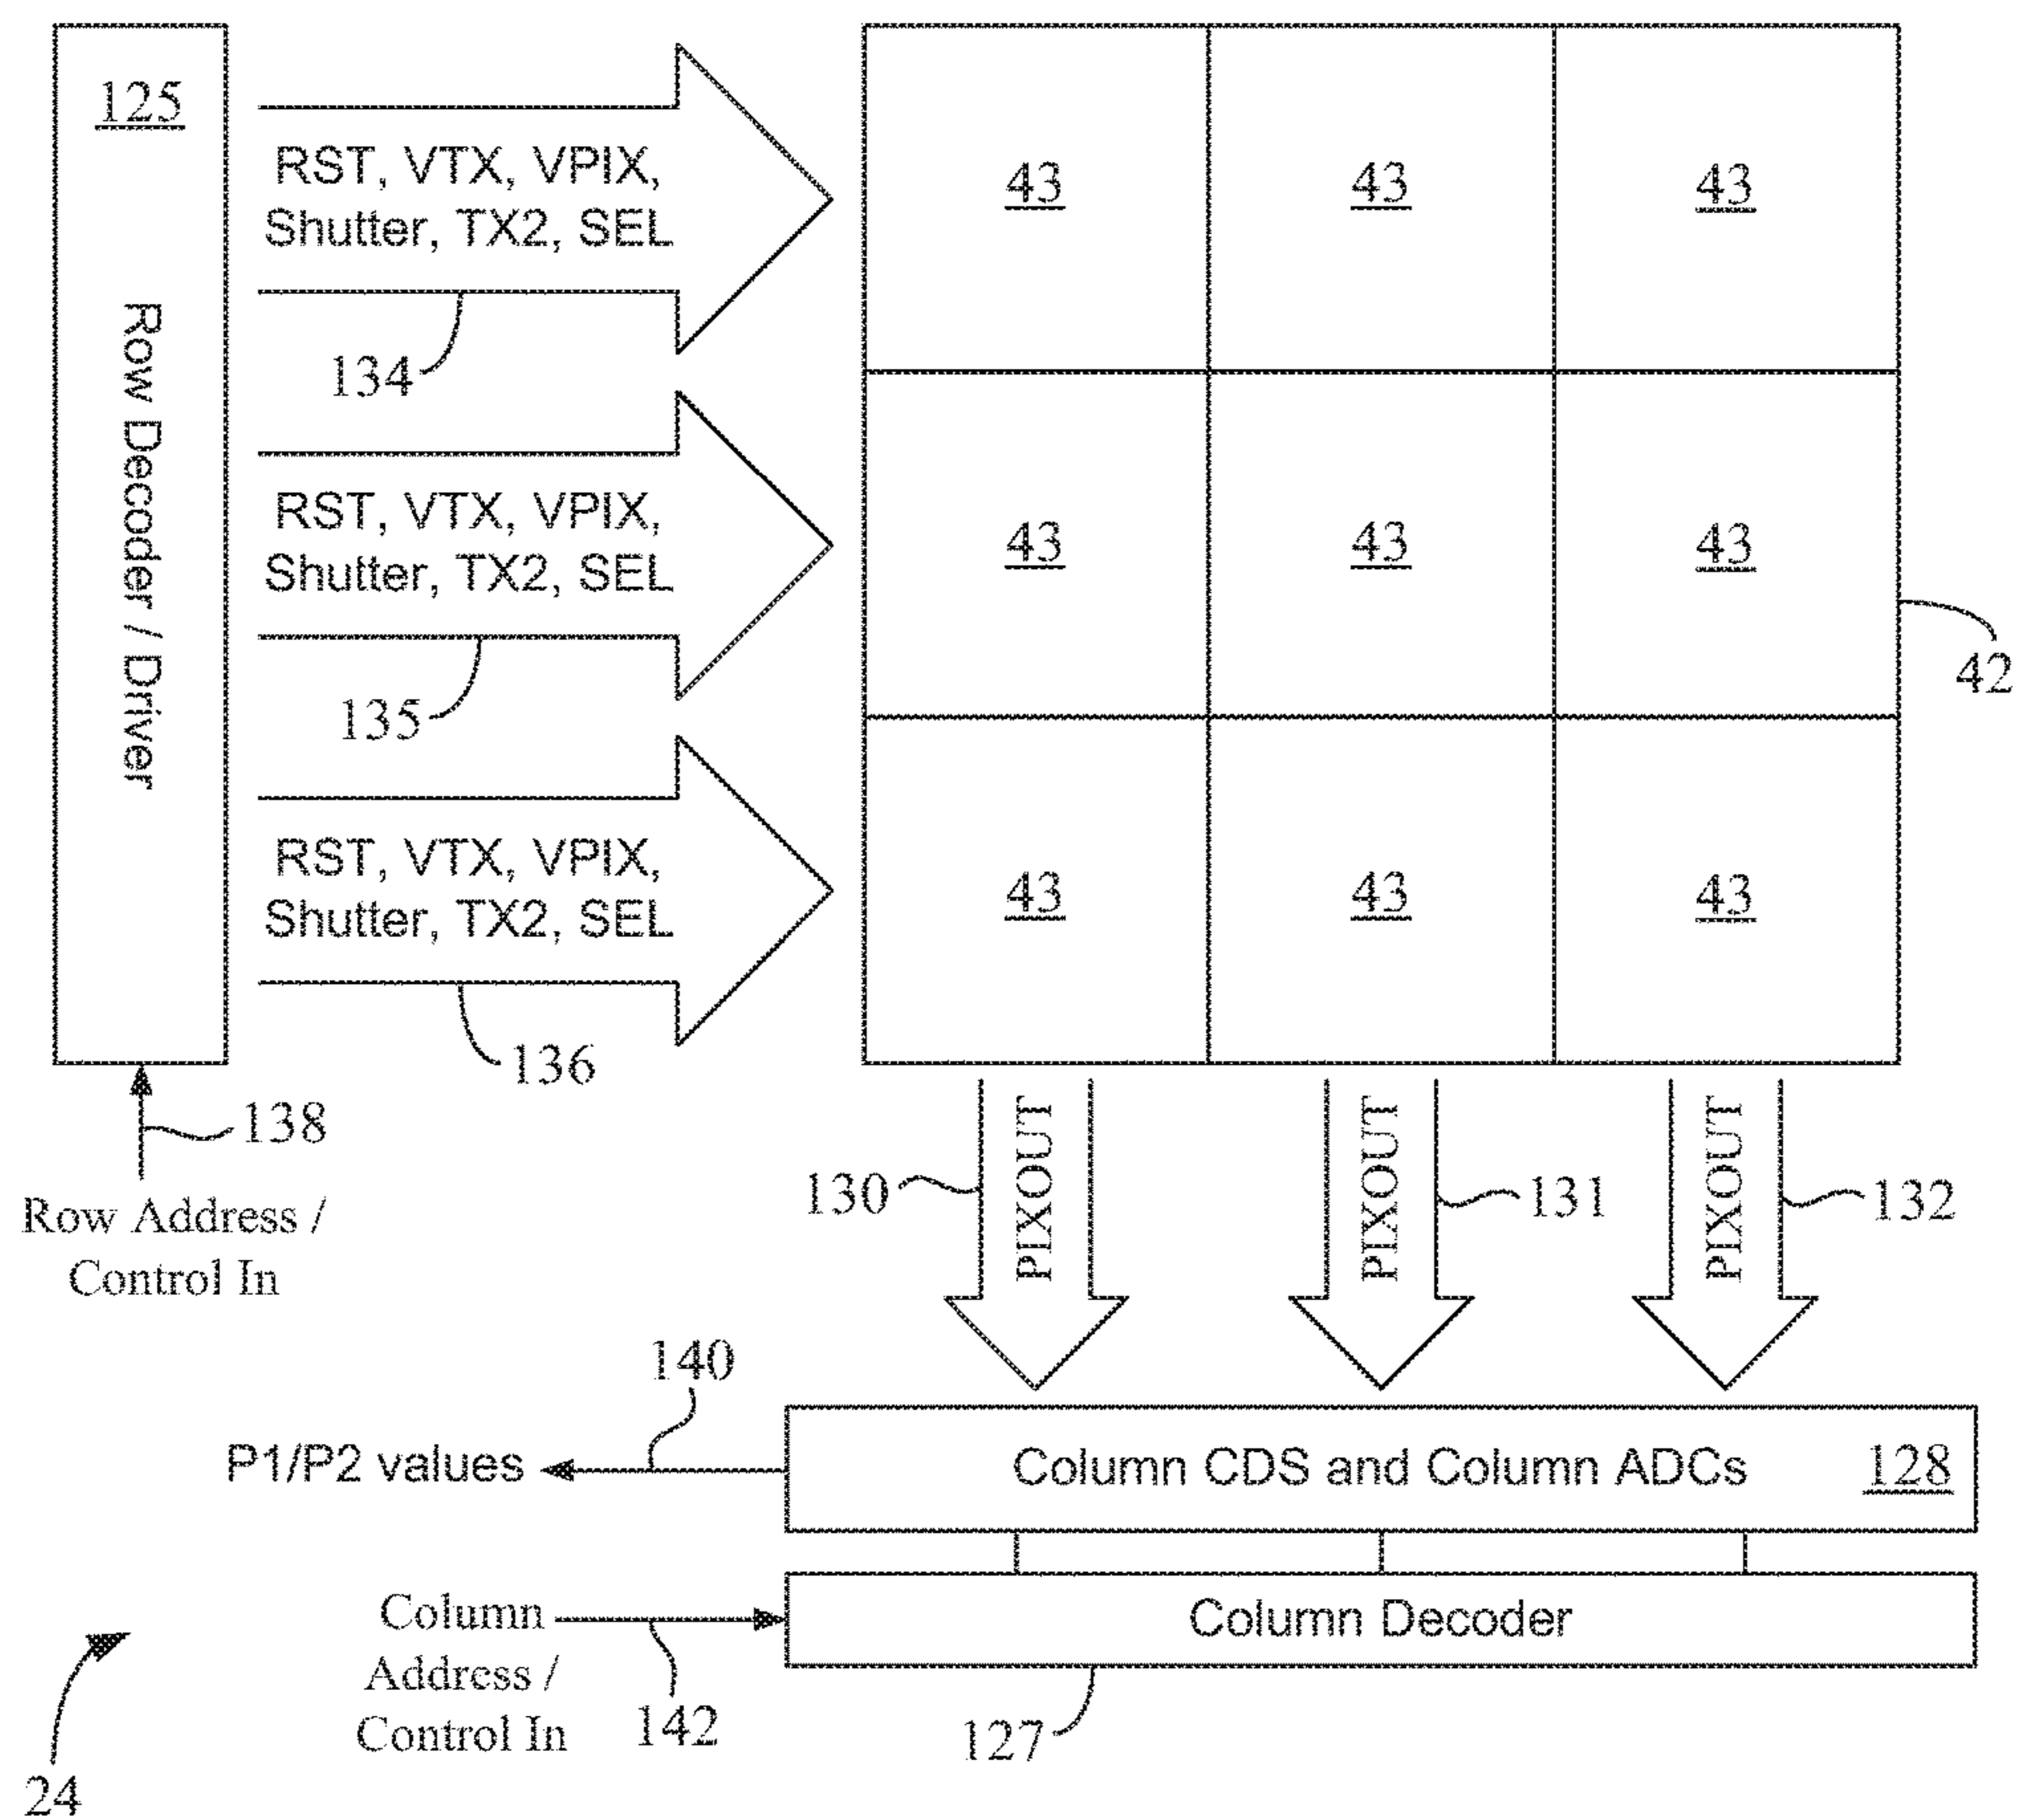 125
Row Decoder / Driver
RST, VTX, VPIX,
Shutter, TX2, SEL
134
RST, VTX, VPIX,
Shutter, TX2, SEL
135
RST, VTX, VPIX,
Shutter, TX2, SEL
136
43 43 43
43 43 43
43 43 43
42
138
Row Address /
Control In
130
PIXOUT
PIXOUT
131
PIXOUT
132
140
P1/P2 values
Column CDS and Column ADCs 128
Column
Address /
Control In
142
Column Decoder
127
24